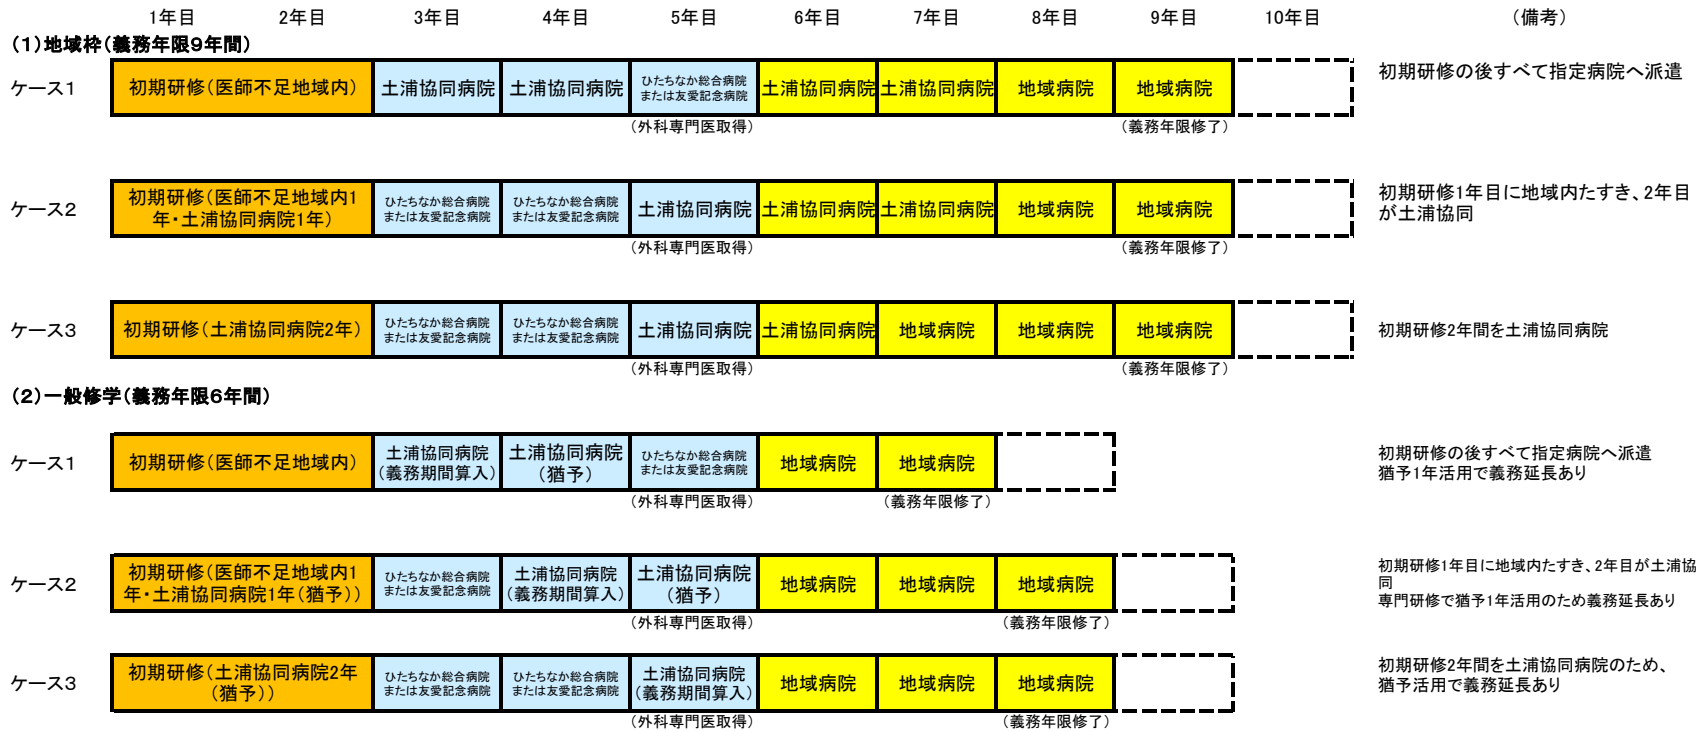 1年目 2年目 3年目 4年目 5年目 6年目 7年目 8年目 9年目 10年目 (備考)
(1)地域枠(義務年限9年間)
ケース1
初期研修(医師不足地域内)
土浦協同病院
土浦協同病院
ひたちなか総合病院
または友愛記念病院
土浦協同病院
土浦協同病院
地域病院
地域病院
初期研修の後すべて指定病院へ派遣
(外科専門医取得)
(義務年限修了)
ケース2
初期研修(医師不足地域内1
年・土浦協同病院1年)
ひたちなか総合病院
または友愛記念病院
ひたちなか総合病院
または友愛記念病院
土浦協同病院
土浦協同病院
土浦協同病院
地域病院
地域病院
初期研修1年目に地域内たすき、2年目
が土浦協同
(外科専門医取得)
(義務年限修了)
ケース3
初期研修(土浦協同病院2年)
ひたちなか総合病院
または友愛記念病院
ひたちなか総合病院
または友愛記念病院
土浦協同病院
土浦協同病院
地域病院
地域病院
地域病院
初期研修2年間を土浦協同病院
(外科専門医取得)
(義務年限修了)
(2)一般修学(義務年限6年間)
ケース1
初期研修(医師不足地域内)
土浦協同病院
(義務期間算入)
土浦協同病院
(猶予)
ひたちなか総合病院
または友愛記念病院
地域病院
地域病院
初期研修の後すべて指定病院へ派遣
猶予1年活用で義務延長あり
(外科専門医取得)
(義務年限修了)
ケース2
初期研修(医師不足地域内1
年・土浦協同病院1年(猶予))
ひたちなか総合病院
または友愛記念病院
土浦協同病院
(義務期間算入)
土浦協同病院
(猶予)
地域病院
地域病院
地域病院
初期研修1年目に地域内たすき、2年目が土浦協
同
専門研修で猶予1年活用のため義務延長あり
(外科専門医取得)
(義務年限修了)
ケース3
初期研修(土浦協同病院2年
(猶予))
ひたちなか総合病院
または友愛記念病院
ひたちなか総合病院
または友愛記念病院
土浦協同病院
(義務期間算入)
地域病院
地域病院
地域病院
初期研修2年間を土浦協同病院のため、
猶予活用で義務延長あり
(外科専門医取得)
(義務年限修了)